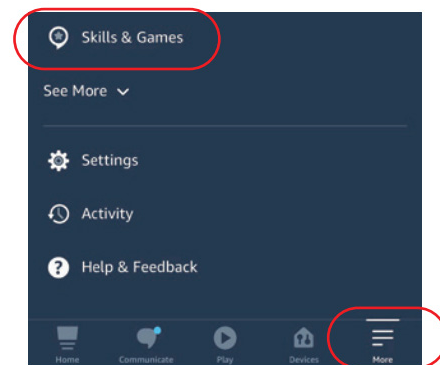 Skills & Games
See More
Settings
Activity
Help & Feedback
Home Communicate Play Devices More